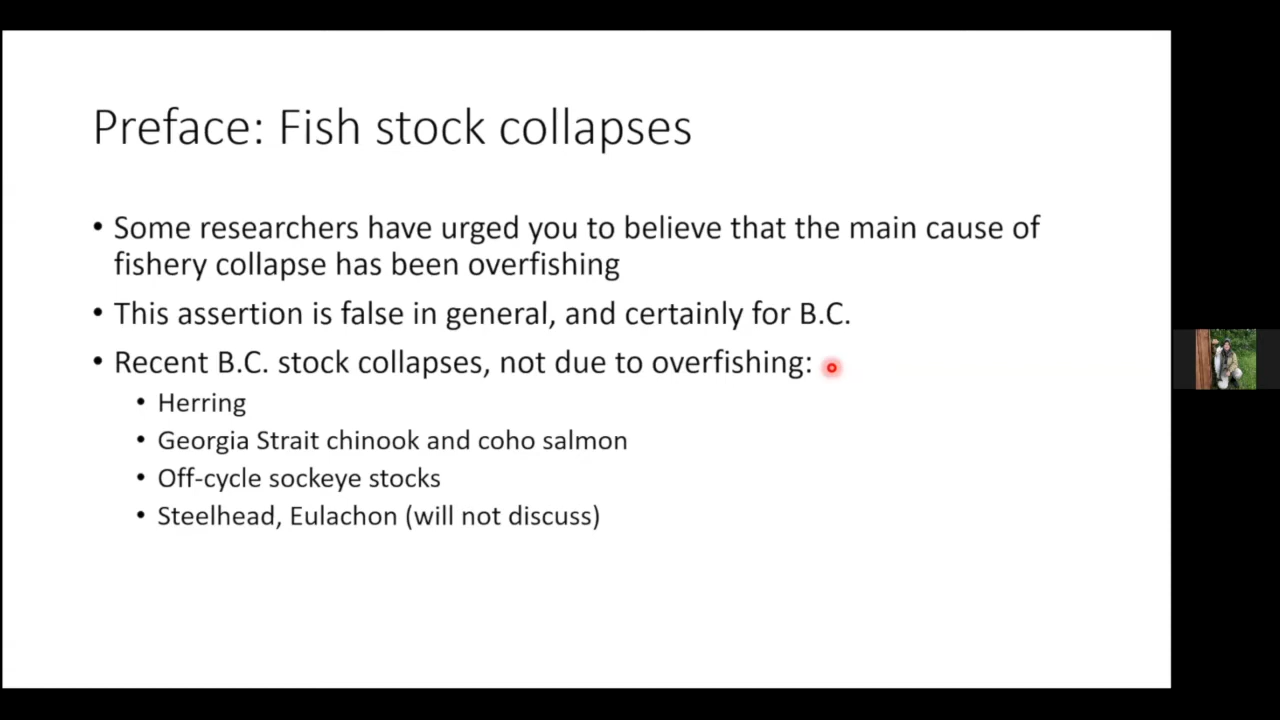 Preface: Fish stock collapses
• Some researchers have urged you to believe that the main cause of
fishery collapse has been overfishing
• This assertion is false in general, and certainly for B.C.
• Recent B.C. stock collapses, not due to overfishing:
• Herring
• Georgia Strait chinook and coho salmon
• Off-cycle sockeye stocks
• Steelhead, Eulachon (will not discuss)